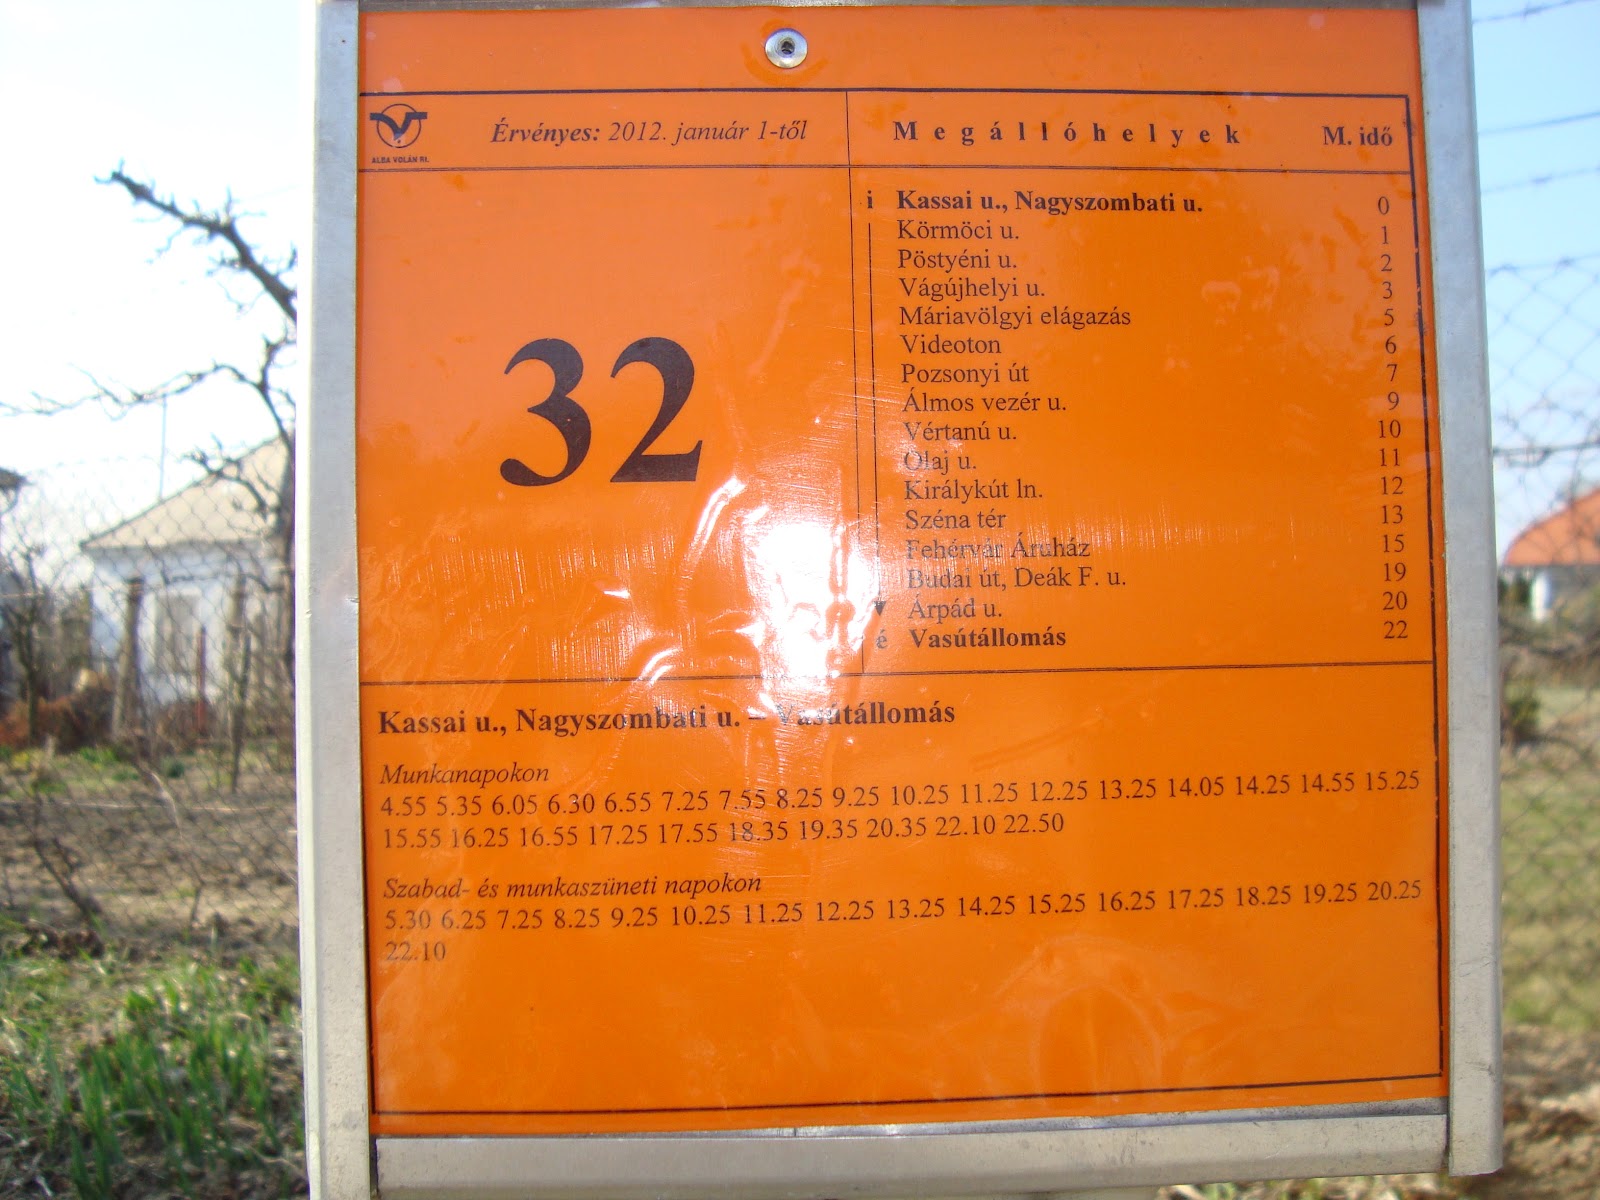 ALBA VOLÁN Rt.
Érvényes: 2012. január 1-től
Megállóhelyek M. idő
32
i Kassai u., Nagyszombati u. 0
Körmöci u. 1
Pöstyéni u. 2
Vágújhelyi u. 3
Máriavölgyi elágazás 5
Videoton 6
Pozsonyi út 7
Álmos vezér u. 9
Vértanú u. 10
Olaj u. 11
Királykút ln. 12
Széna tér 13
Fehérvár Áruház 15
Budai út, Deák F. u. 19
Árpád u. 20
é Vasútállomás 22
Kassai u., Nagyszombati u. – Vasútállomás
Munkanapokon
4.55 5.35 6.05 6.30 6.55 7.25 7.55 8.25 9.25 10.25 11.25 12.25 13.25 14.05 14.25 14.55 15.25
15.55 16.25 16.55 17.25 17.55 18.35 19.35 20.35 22.10 22.50
Szabad- és munkaszüneti napokon
5.30 6.25 7.25 8.25 9.25 10.25 11.25 12.25 13.25 14.25 15.25 16.25 17.25 18.25 19.25 20.25
22.10